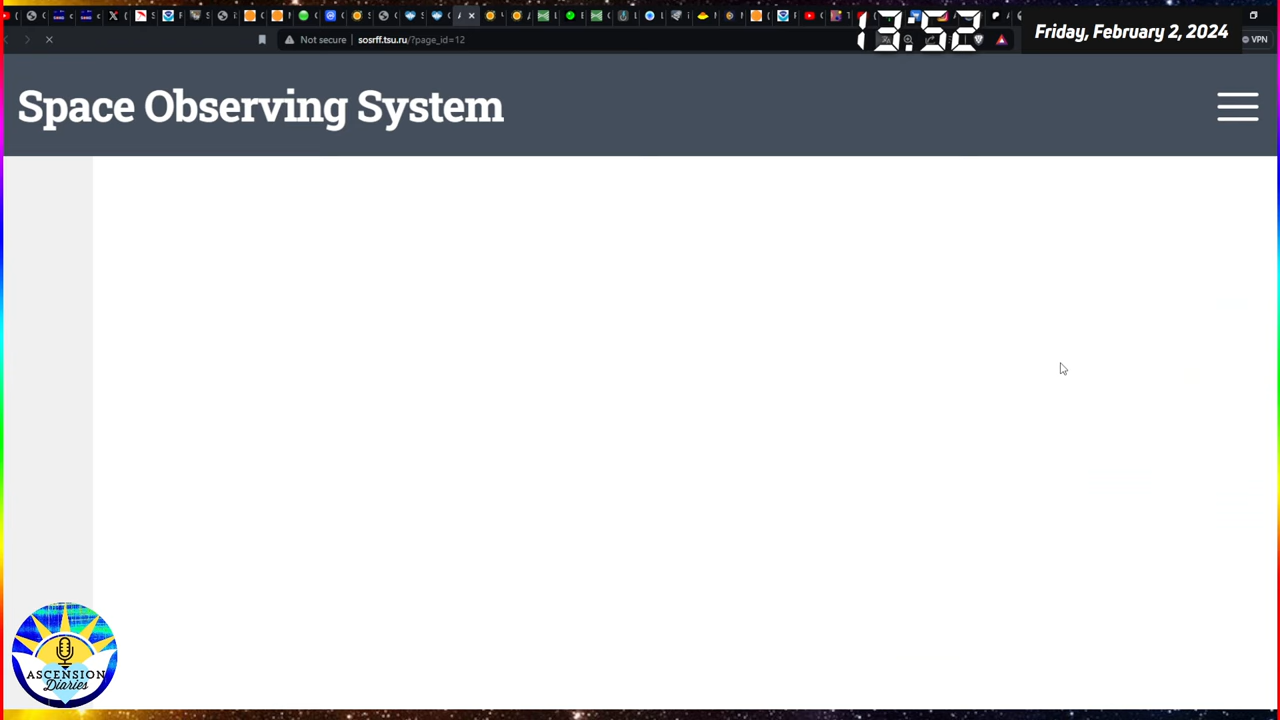 13:52
Friday, February 2, 2024
Not secure
sosrff.tsu.ru/?page_id=12
VPN
Space Observing System
ASCENSION
Diaries